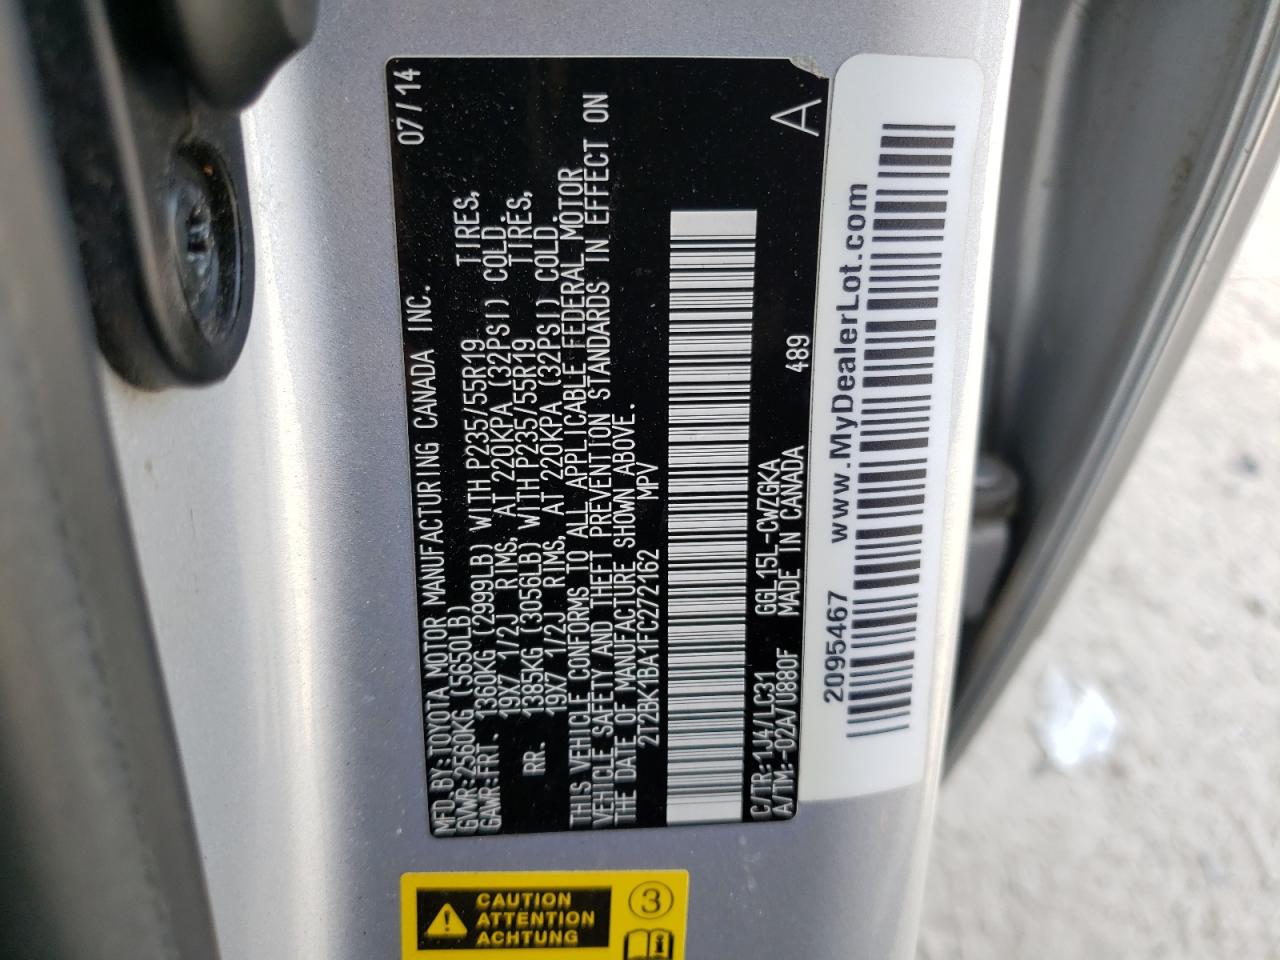 MFD. BY:TOYOTA MOTOR MANUFACTURING CANADA INC. 07/14
GVWR:2560KG (5650LB)
GAWR:FRT. 1360KG (2999LB) WITH P235/55R19 TIRES,
19X7 1/2J RIMS, AT 220KPA (32PSI) COLD.
RR. 1385KG (3056LB) WITH P235/55R19 TIRES,
19X7 1/2J RIMS, AT 220KPA (32PSI) COLD.
THIS VEHICLE CONFORMS TO ALL APPLICABLE FEDERAL MOTOR
VEHICLE SAFETY AND THEFT PREVENTION STANDARDS IN EFFECT ON
THE DATE OF MANUFACTURE SHOWN ABOVE.
2T2BK1BA1FC272162 MPV
C/TR:1J4/LC31 GGL15L-CWZGKA 489
A/TM:-02A/U880F MADE IN CANADA A
2095467 www.MyDealerLot.com
CAUTION
ATTENTION
ACHTUNG
3